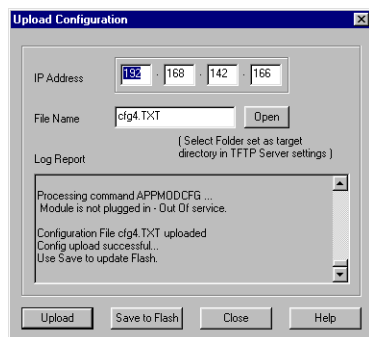 Upload Configuration
IP Address 192 . 168 . 142 . 166
File Name cfg4.TXT Open
( Select Folder set as target
directory in TFTP Server settings )
Log Report
Processing command APPMODCFG ...
Module is not plugged in - Out Of service.
Configuration File cfg4.TXT uploaded
Config upload successful...
Use Save to update Flash.
Upload Save to Flash Close Help